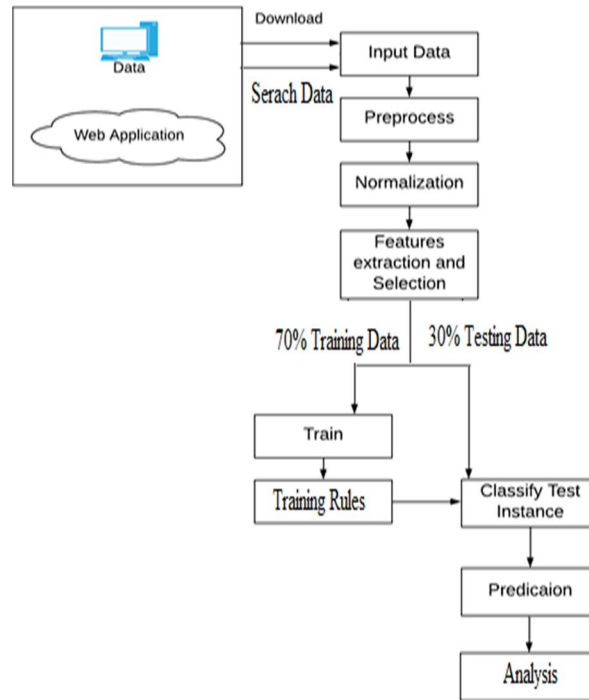 Download
Data
Input Data
Serach Data
Web Application
Preprocess
Normalization
Features
extraction and
Selection
70% Training Data
30% Testing Data
Train
Training Rules
Classify Test
Instance
Predicaion
Analysis